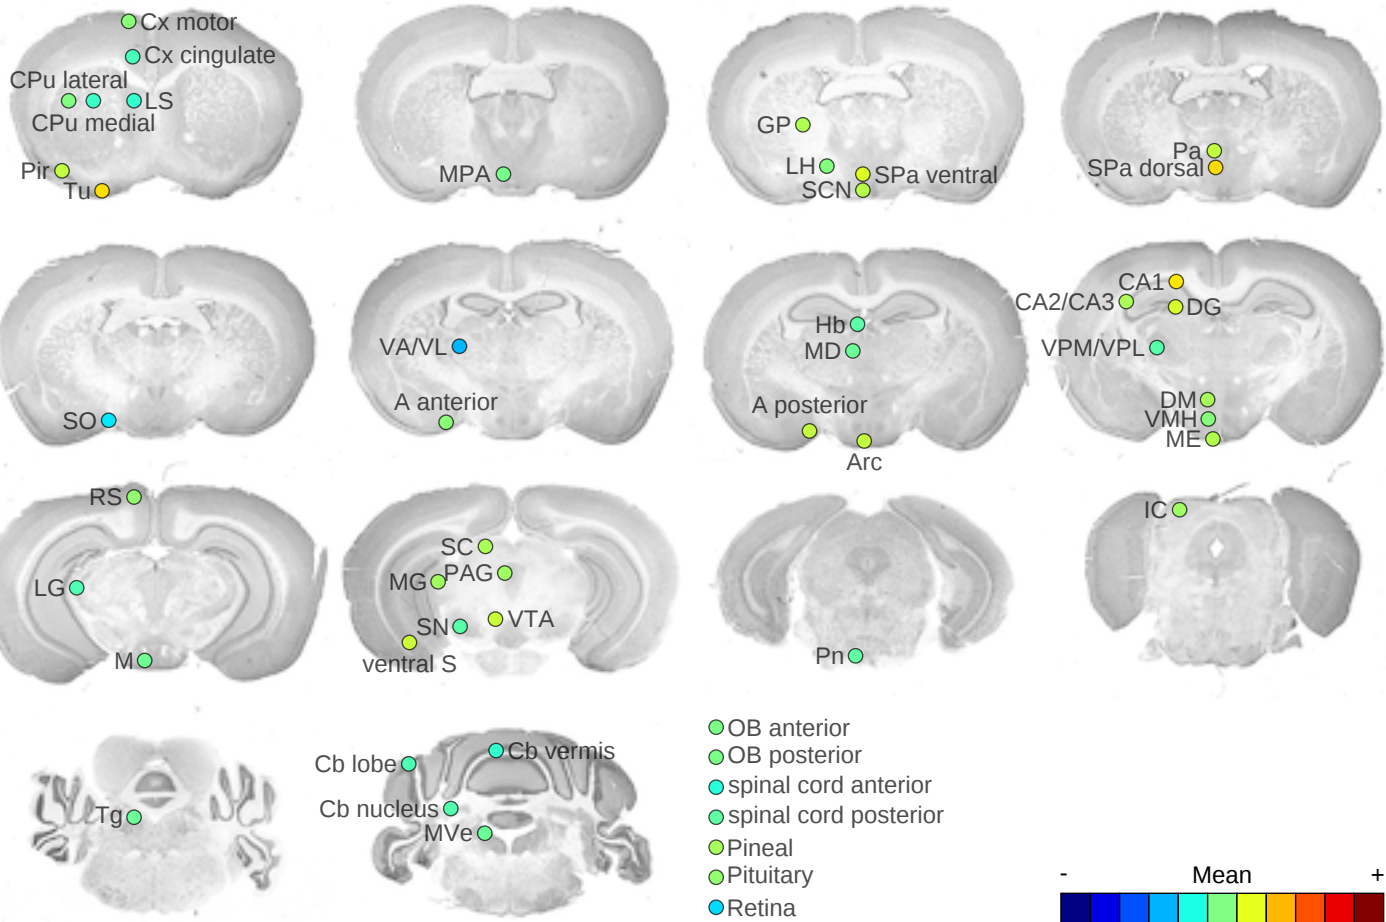 Cx motor
Cx cingulate
CPu lateral
LS
CPu medial
Pir
Tu
MPA
GP
LH
SPa ventral
SCN
Pa
SPa dorsal
SO
VA/VL
A anterior
Hb
MD
A posterior
Arc
CA1
CA2/CA3
DG
VPM/VPL
DM
VMH
ME
RS
LG
M
SC
MG
PAG
SN
VTA
ventral S
Pn
IC
Tg
Cb lobe
Cb vermis
Cb nucleus
MVe
OB anterior
OB posterior
spinal cord anterior
spinal cord posterior
Pineal
Pituitary
Retina
- Mean +